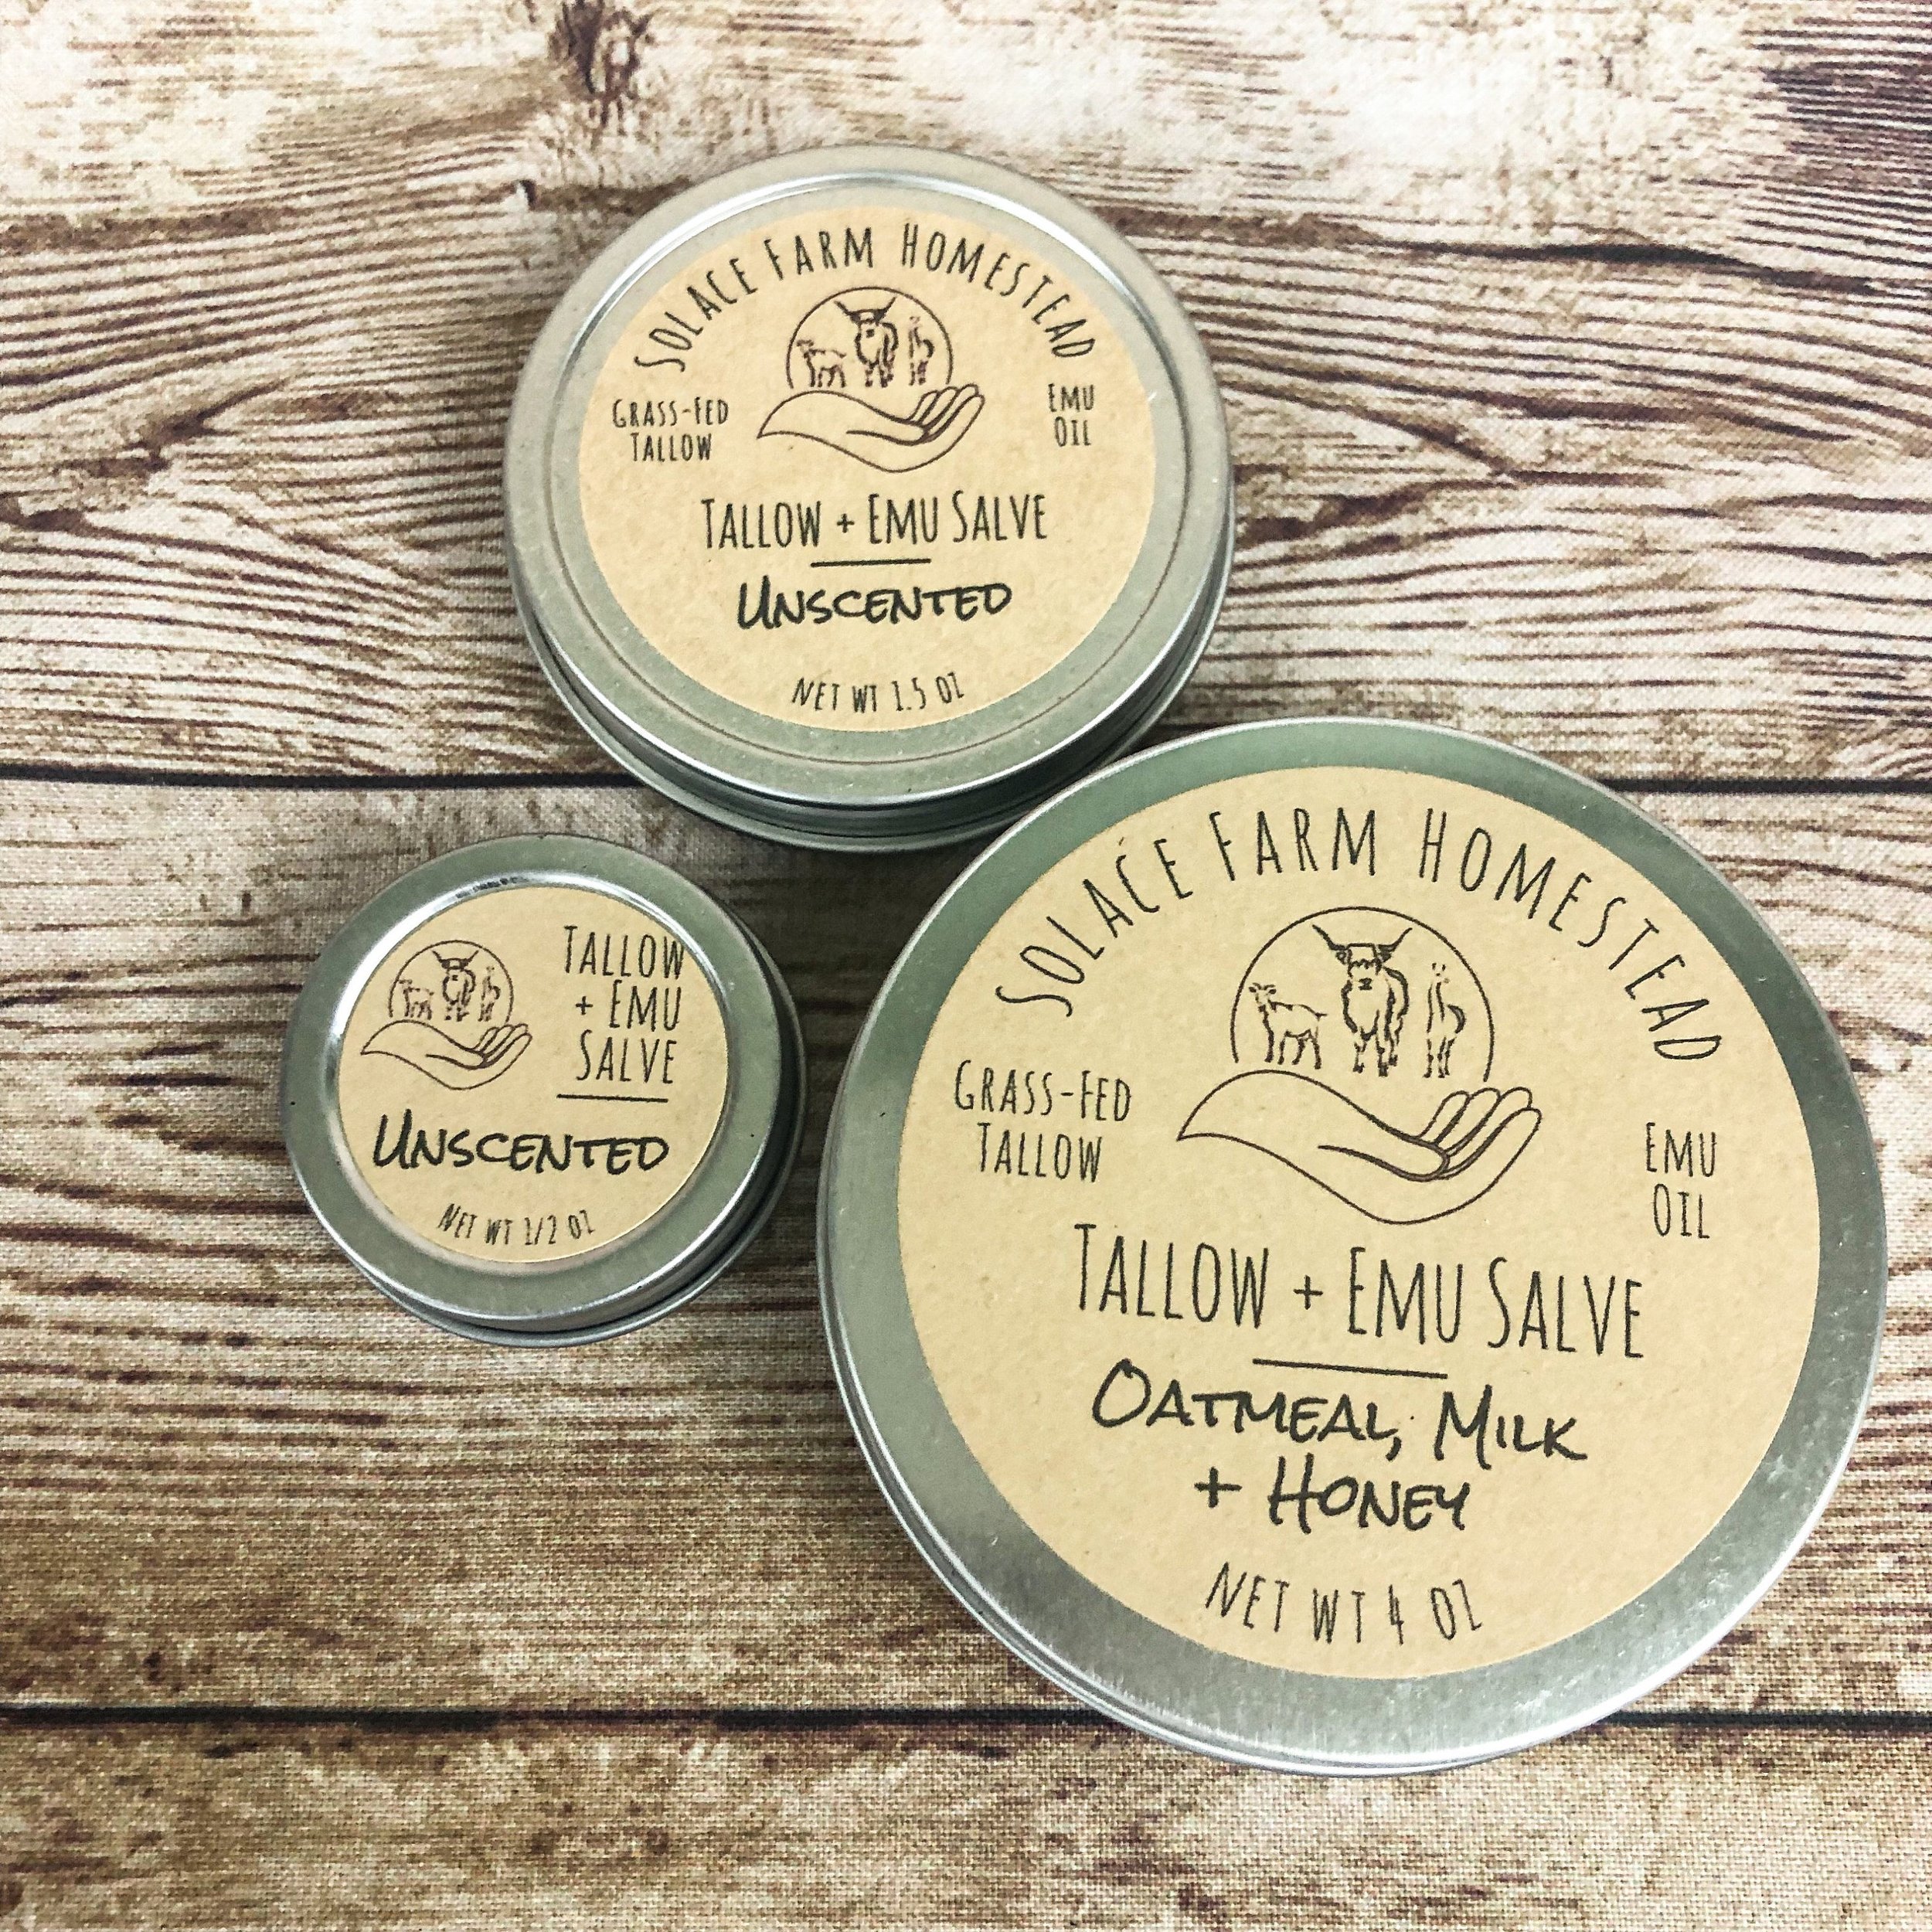 SOLACE FARM HOMESTEAD
GRASS-FED
TALLOW
EMU
OIL
TALLOW + EMU SALVE
UNSCENTED
NET WT 1.5 OZ
TALLOW
+ EMU
SALVE
UNSCENTED
NET WT 1/2 OZ
SOLACE FARM HOMESTEAD
GRASS-FED
TALLOW
EMU
OIL
TALLOW + EMU SALVE
OATMEAL, MILK
+ HONEY
NET WT 4 OZ